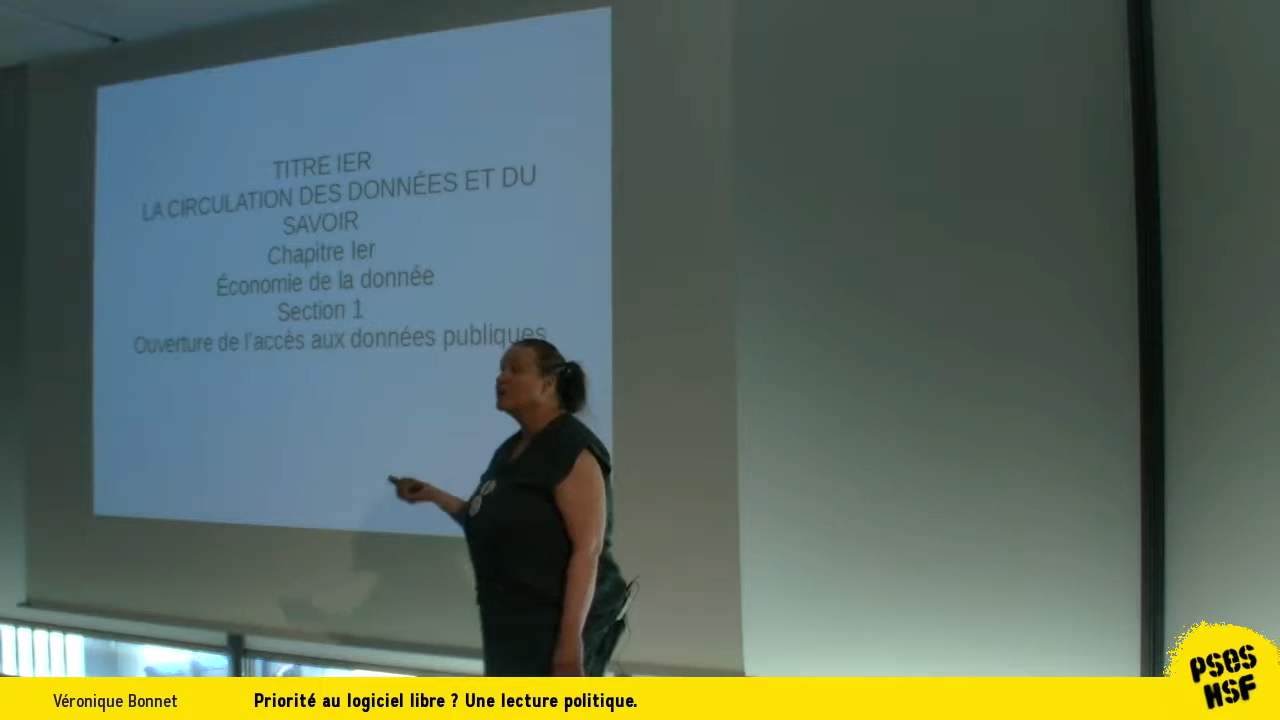 TITRE IER
LA CIRCULATION DES DONNÉES ET DU
SAVOIR
Chapitre Ier
Économie de la donnée
Section 1
Ouverture de l'accès aux données publiques
Véronique Bonnet
Priorité au logiciel libre ? Une lecture politique.
PSES
HSF